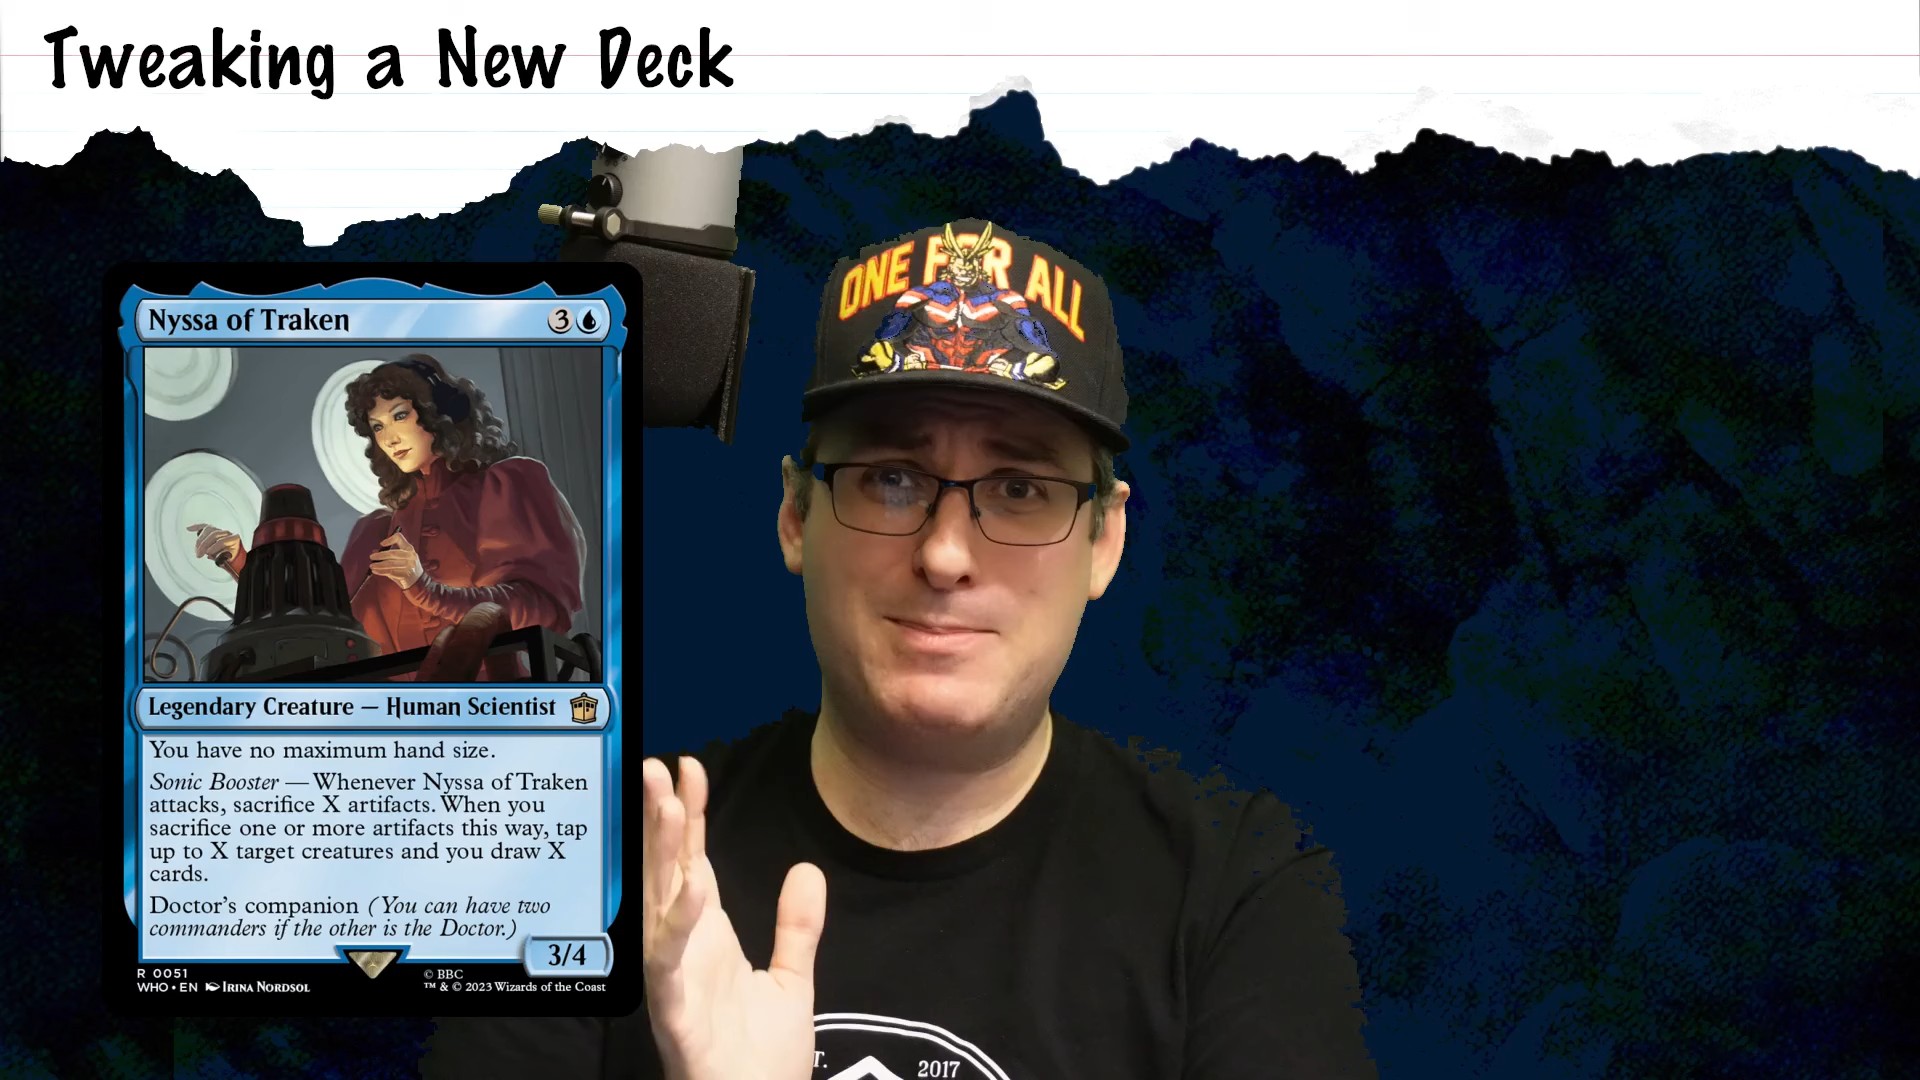 Tweaking a New Deck
ONE FOR ALL
Nyssa of Traken
3
Legendary Creature — Human Scientist
You have no maximum hand size.
Sonic Booster — Whenever Nyssa of Traken
attacks, sacrifice X artifacts. When you
sacrifice one or more artifacts this way, tap
up to X target creatures and you draw X
cards.
Doctor's companion (You can have two
commanders if the other is the Doctor.)
3/4
R 0051
WHO • EN Irina Nordsol
© BBC
™ & © 2023 Wizards of the Coast
T. 2017